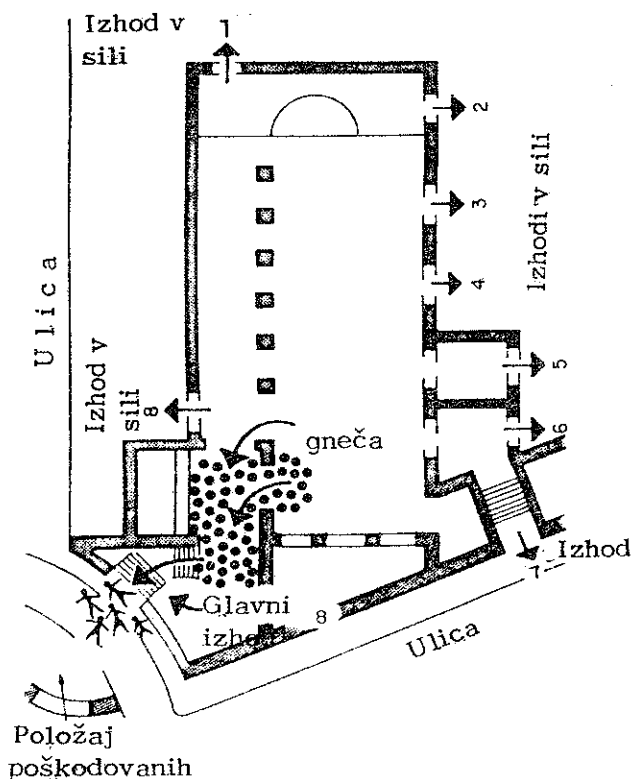 Izhod v
sili
1
2
3
Izhodi v sili
4
Ulica
Izhod v
sili
8
5
6
gneča
Izhod
7
Glavni
8
Ulica
Položaj
poškodovanih